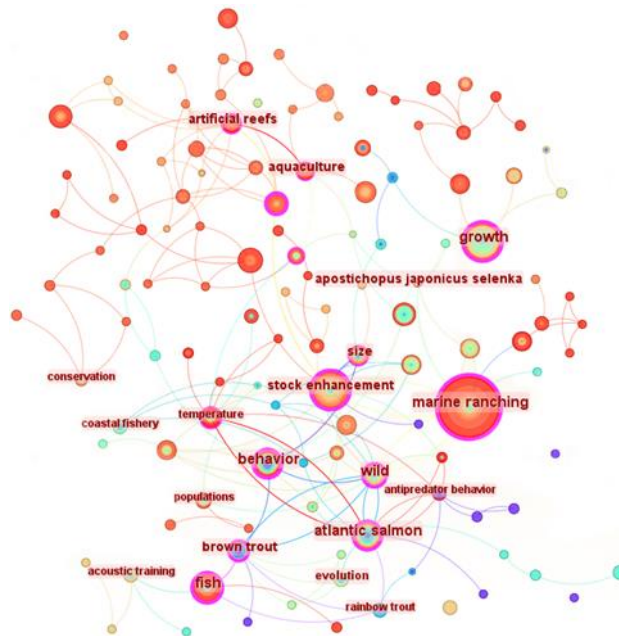 artificial reefs
aquaculture
growth
apostichopus japonicus selenka
size
conservation
stock enhancement
marine ranching
temperature
coastal fishery
behavior
wild
antipredator behavior
populations
atlantic salmon
brown trout
acoustic training
evolution
fish
rainbow trout